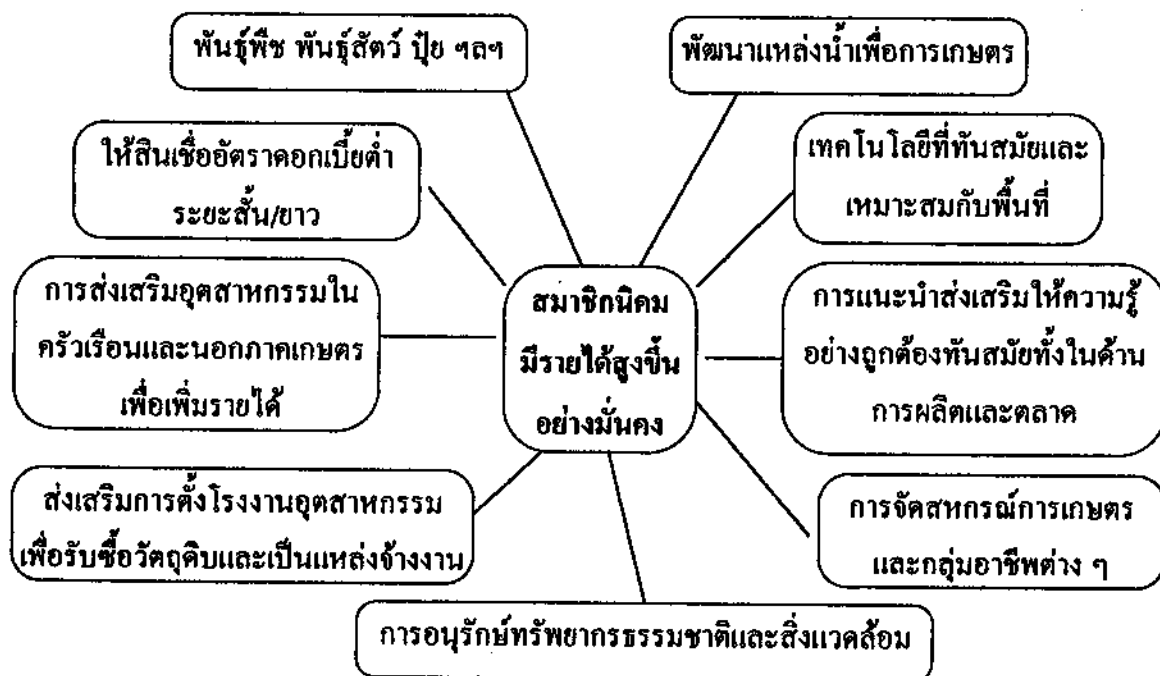 พันธุ์พืช พันธุ์สัตว์ ปุ๋ย ฯลฯ
พัฒนาแหล่งน้ำเพื่อการเกษตร
ให้สินเชื่ออัตราดอกเบี้ยต่ำ
ระยะสั้น/ยาว
เทคโนโลยีที่ทันสมัยและ
เหมาะสมกับพื้นที่
การส่งเสริมอุตสาหกรรมใน
ครัวเรือนและนอกภาคเกษตร
เพื่อเพิ่มรายได้
สมาชิกนิคม
มีรายได้สูงขึ้น
อย่างมั่นคง
การแนะนำส่งเสริมให้ความรู้
อย่างถูกต้องทันสมัยทั้งในด้าน
การผลิตและตลาด
ส่งเสริมการตั้งโรงงานอุตสาหกรรม
เพื่อรับซื้อวัตถุดิบและเป็นแหล่งจ้างงาน
การจัดสหกรณ์การเกษตร
และกลุ่มอาชีพต่าง ๆ
การอนุรักษ์ทรัพยากรธรรมชาติและสิ่งแวดล้อม